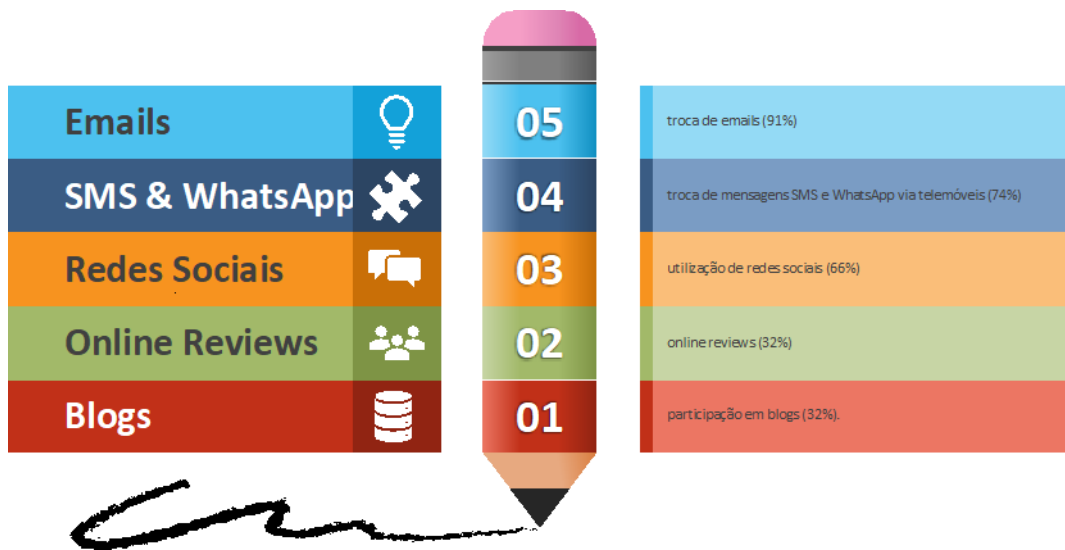 Emails
05
troca de emails (91%)
SMS & WhatsApp
04
troca de mensagens SMS e WhatsApp via telemóveis (74%)
Redes Sociais
03
utilização de redes sociais (66%)
Online Reviews
02
online reviews (32%)
Blogs
01
participação em blogs (32%).